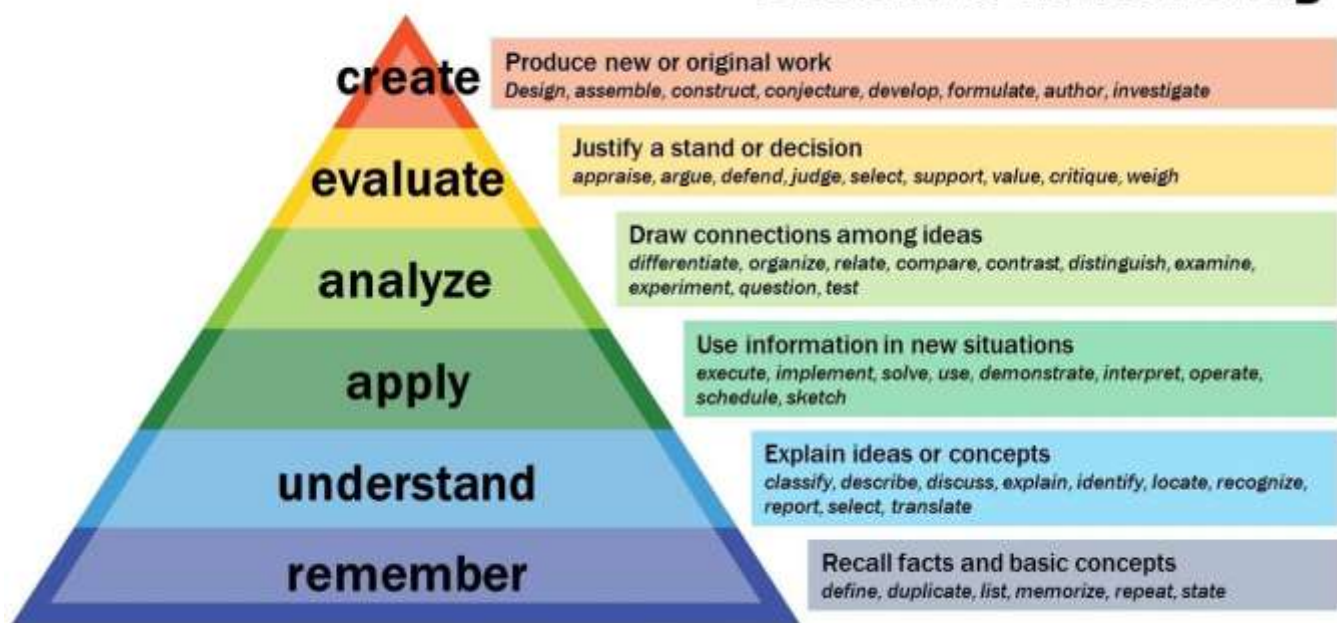 create
Produce new or original work
Design, assemble, construct, conjecture, develop, formulate, author, investigate
evaluate
Justify a stand or decision
appraise, argue, defend, judge, select, support, value, critique, weigh
analyze
Draw connections among ideas
differentiate, organize, relate, compare, contrast, distinguish, examine,
experiment, question, test
apply
Use information in new situations
execute, implement, solve, use, demonstrate, interpret, operate,
schedule, sketch
understand
Explain ideas or concepts
classify, describe, discuss, explain, identify, locate, recognize,
report, select, translate
remember
Recall facts and basic concepts
define, duplicate, list, memorize, repeat, state